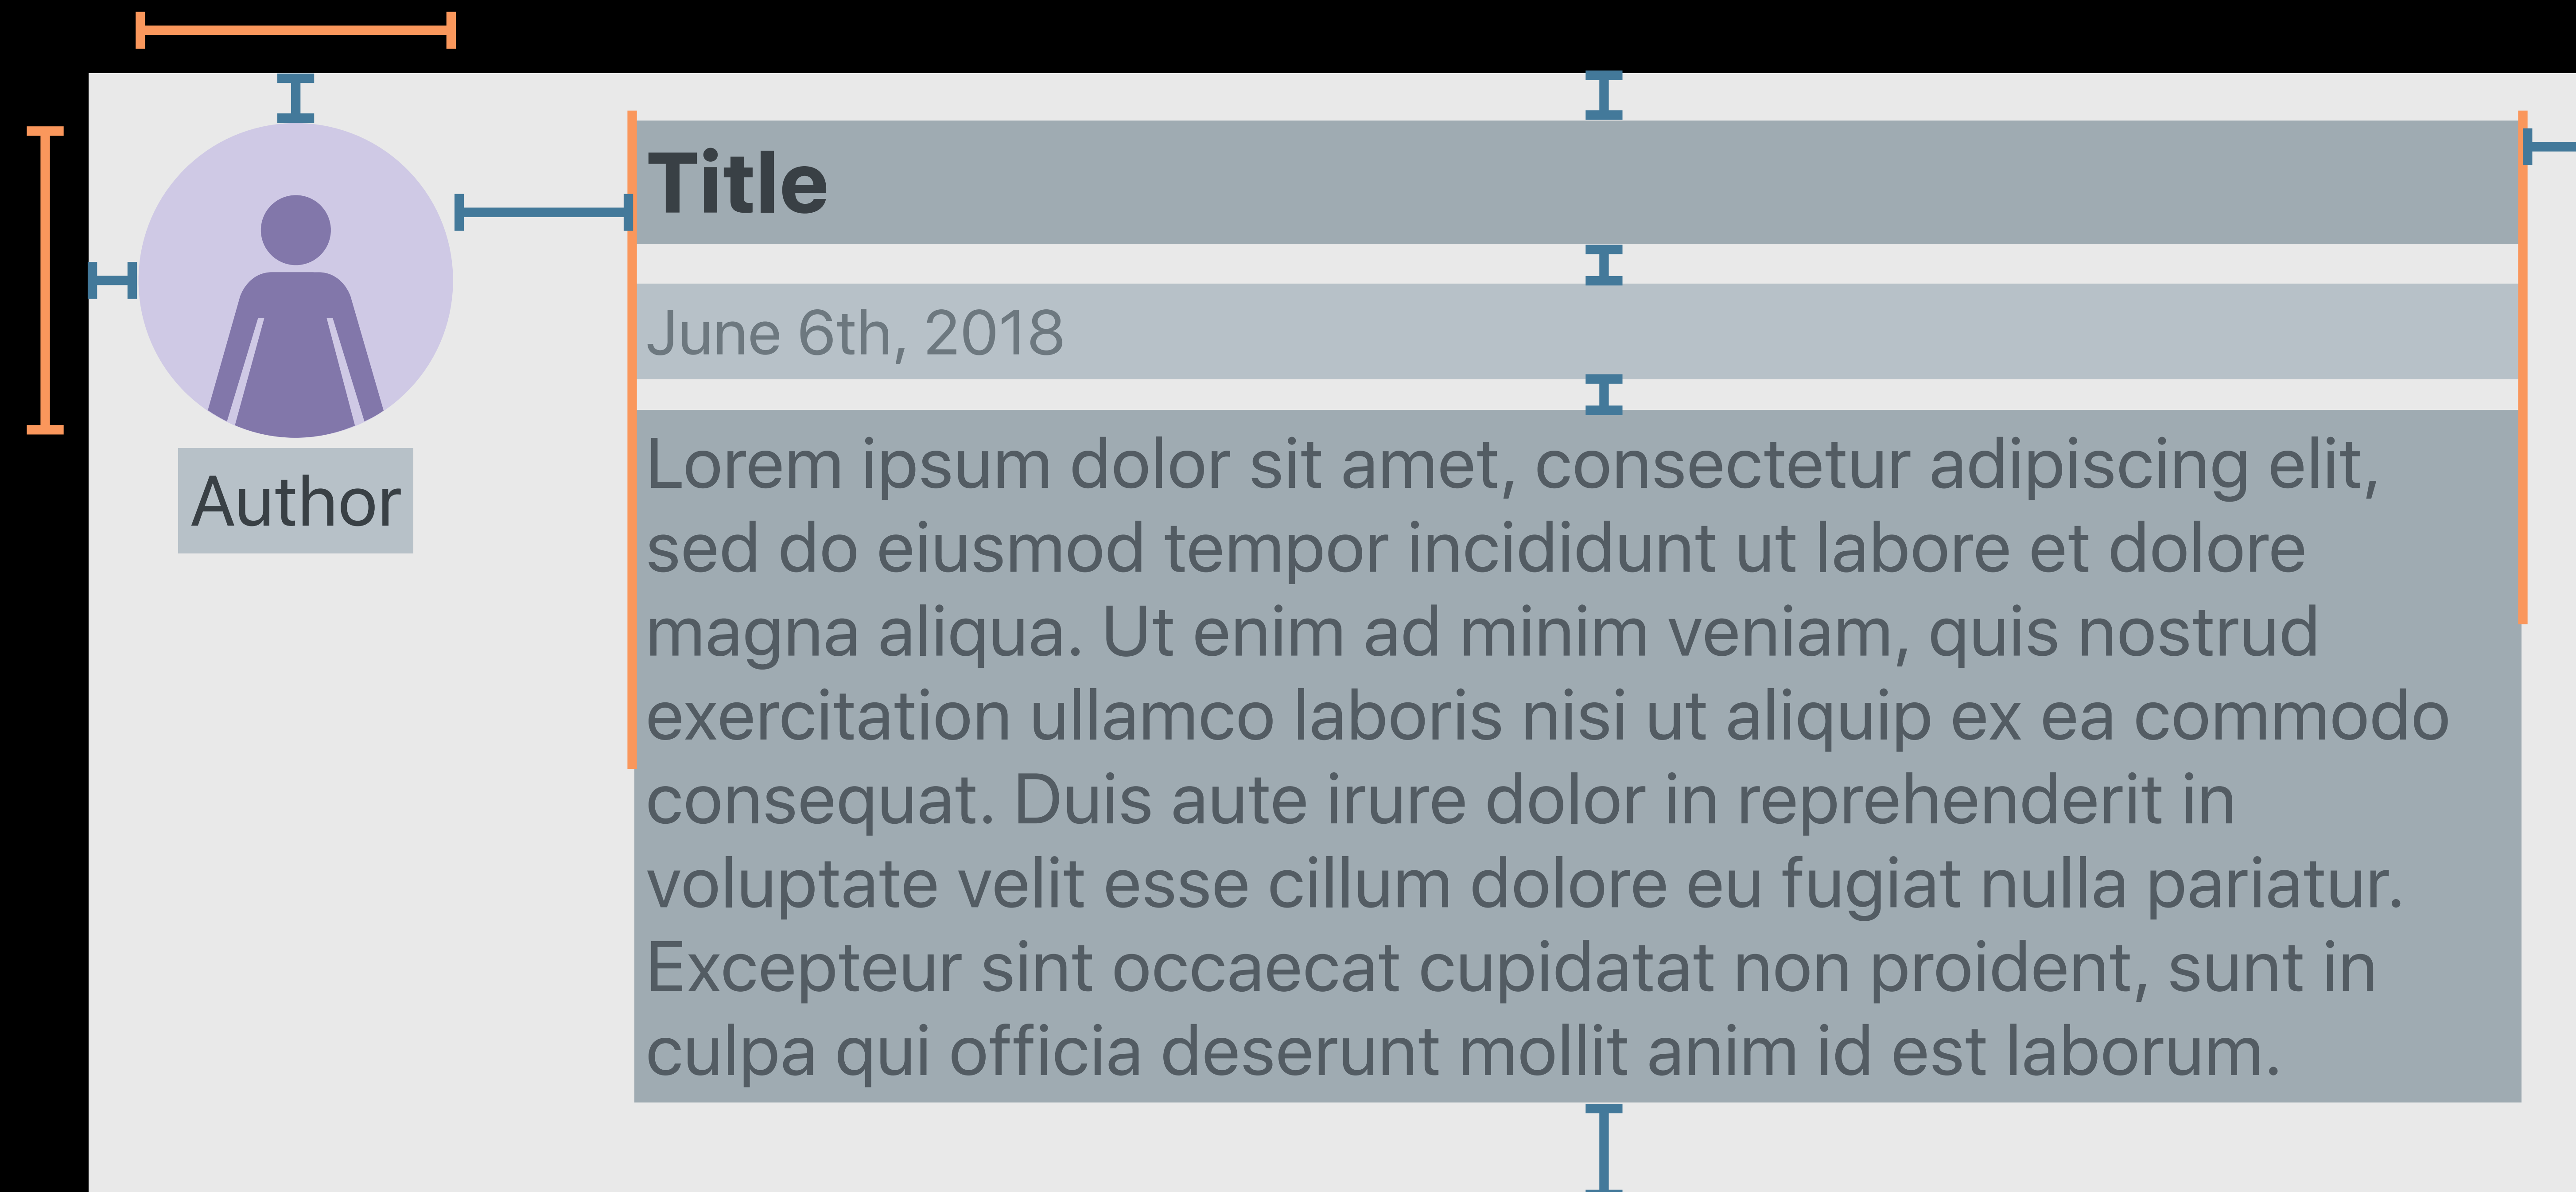 Title
June 6th, 2018
Author
Lorem ipsum dolor sit amet, consectetur adipiscing elit,
sed do eiusmod tempor incididunt ut labore et dolore
magna aliqua. Ut enim ad minim veniam, quis nostrud
exercitation ullamco laboris nisi ut aliquip ex ea commodo
consequat. Duis aute irure dolor in reprehenderit in
voluptate velit esse cillum dolore eu fugiat nulla pariatur.
Excepteur sint occaecat cupidatat non proident, sunt in
culpa qui officia deserunt mollit anim id est laborum.